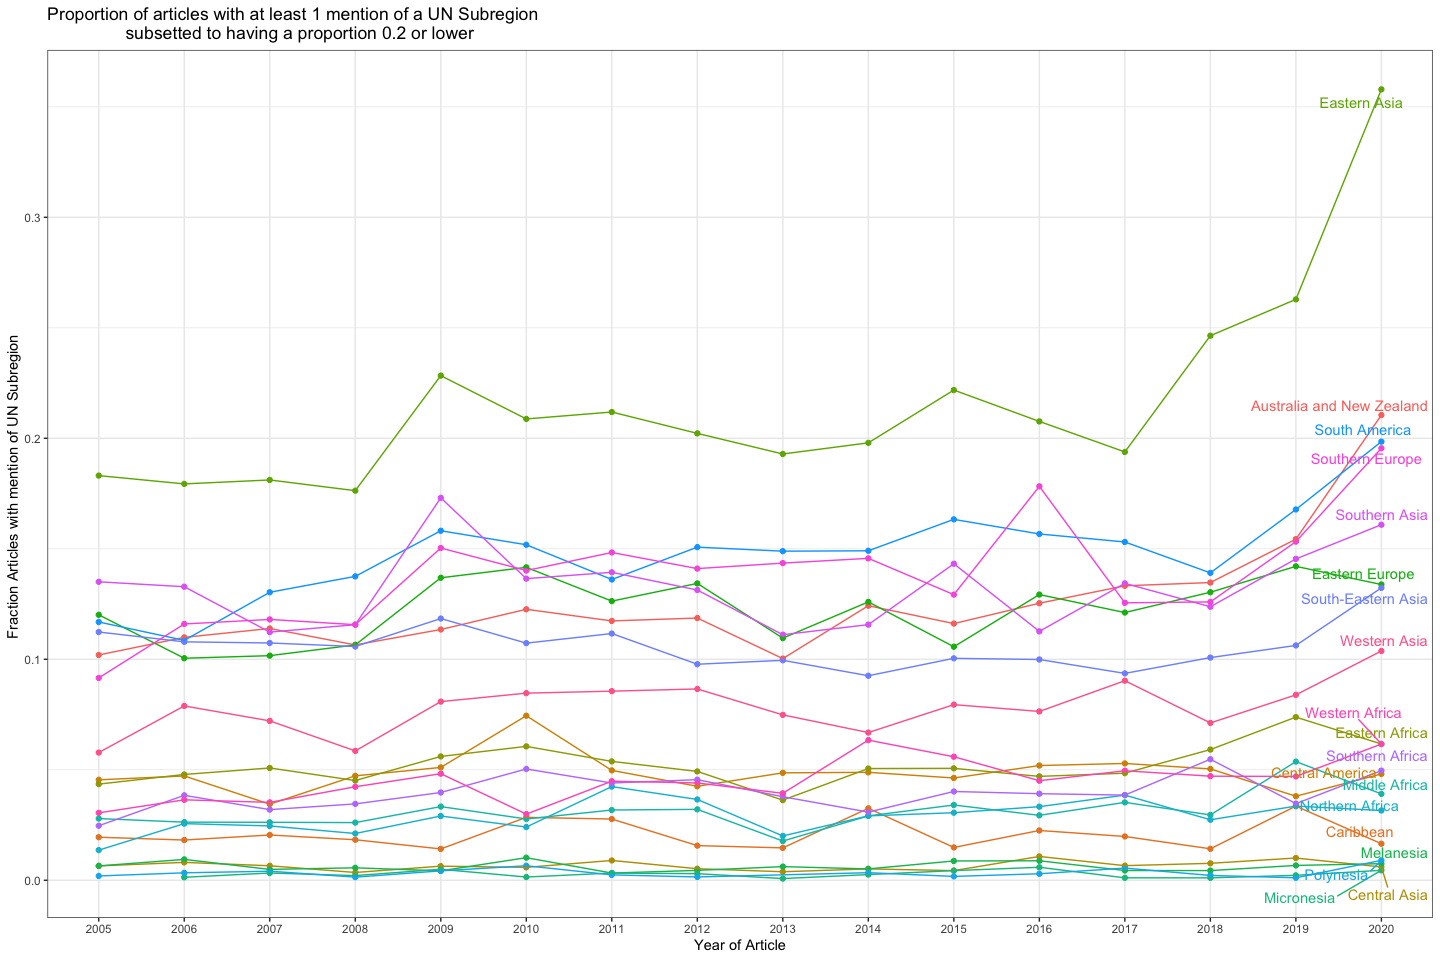 Proportion of articles with at least 1 mention of a UN Subregion
subsetted to having a proportion 0.2 or lower
Fraction Articles with mention of UN Subregion
0.3
0.2
0.1
0.0
Eastern Asia
Australia and New Zealand
South America
Southern Europe
Southern Asia
Eastern Europe
South-Eastern Asia
Western Asia
Western Africa
Eastern Africa
Southern Africa
Central America
Middle Africa
Northern Africa
Caribbean
Melanesia
Polynesia
Central Asia
Micronesia
2005 2006 2007 2008 2009 2010 2011 2012 2013 2014 2015 2016 2017 2018 2019 2020
Year of Article